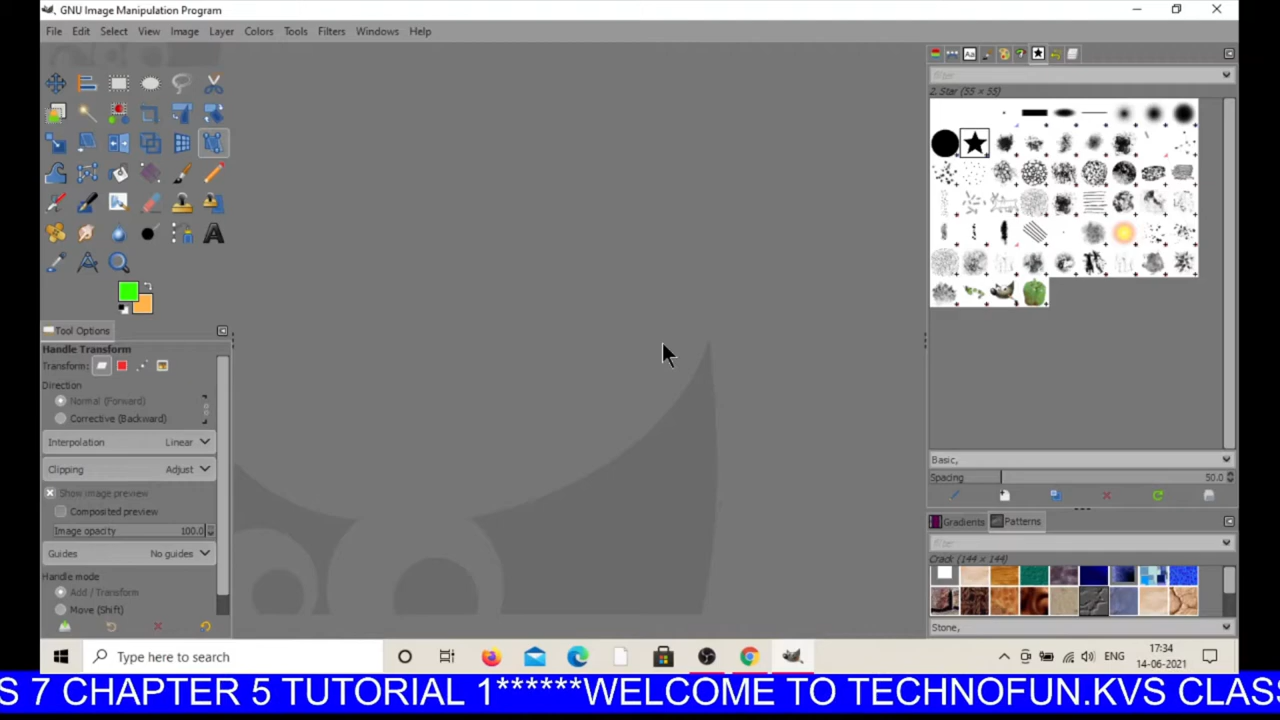 GNU Image Manipulation Program
File Edit Select View Image Layer Colors Tools Filters Windows Help
filter
2. Star (55 × 55)
Tool Options
Handle Transform
Transform:
Direction
Normal (Forward)
Corrective (Backward)
Interpolation Linear
Clipping Adjust
Show image preview
Composited preview
Image opacity 100.0
Guides No guides
Handle mode
Add / Transform
Move (Shift)
Basic,
Spacing 50.0
Gradients Patterns
filter
Crack (144 × 144)
Stone,
Type here to search
ENG
17:34
14-06-2021
S 7 CHAPTER 5 TUTORIAL 1******WELCOME TO TECHNOFUN.KVS CLAS